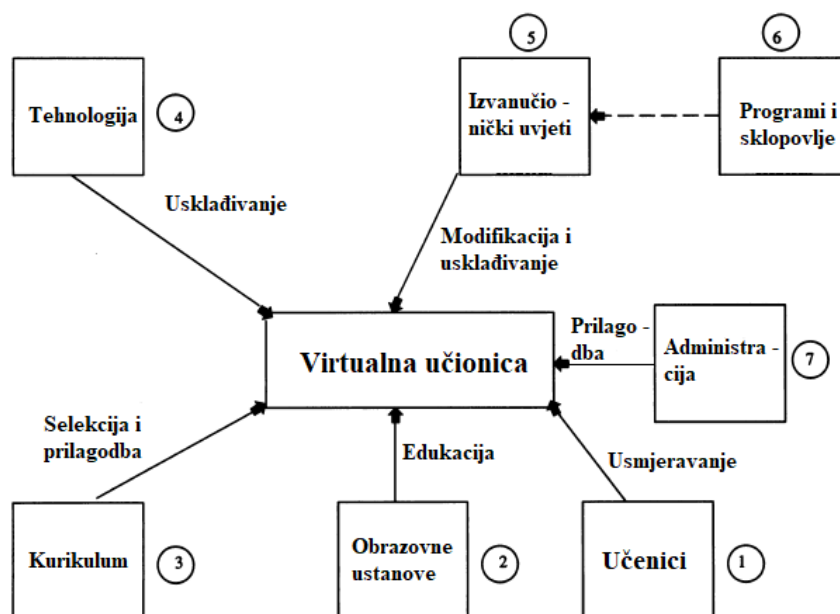 5
6
Tehnologija
4
Izvanučio -
nički uvjeti
Programi i
sklopovlje
Usklađivanje
Modifikacija i
usklađivanje
Virtualna učionica
Prilago -
dba
Administra -
cija
7
Selekcija i
prilagodba
Edukacija
Usmjeravanje
Kurikulum
3
Obrazovne
ustanove
2
Učenici
1